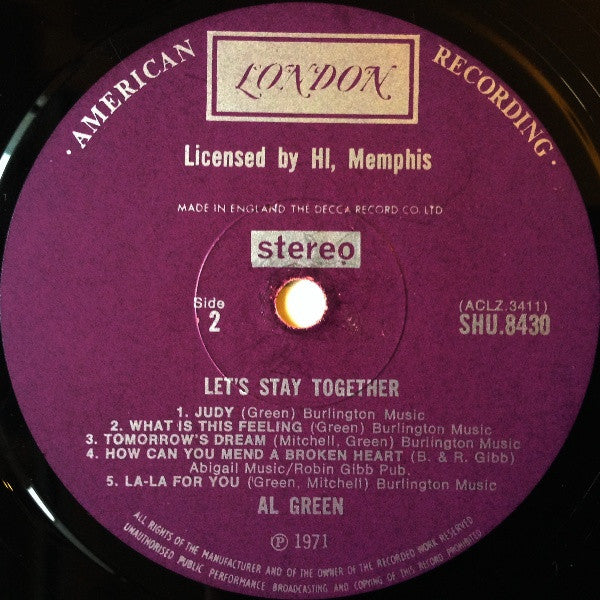 · AMERICAN RECORDING ·
LONDON
Licensed by HI, Memphis
MADE IN ENGLAND THE DECCA RECORD CO. LTD
stereo
Side
2
(ACLZ.3411)
SHU.8430
LET'S STAY TOGETHER
1. JUDY (Green) Burlington Music
2. WHAT IS THIS FEELING (Green) Burlington Music
3. TOMORROW'S DREAM (Mitchell, Green) Burlington Music
4. HOW CAN YOU MEND A BROKEN HEART (B. & R. Gibb)
Abigail Music/Robin Gibb Pub.
5. LA-LA FOR YOU (Green, Mitchell) Burlington Music
AL GREEN
Ⓟ 1971
ALL RIGHTS OF THE MANUFACTURER AND OF THE OWNER OF THE RECORDED WORK RESERVED
UNAUTHORISED PUBLIC PERFORMANCE BROADCASTING AND COPYING OF THIS RECORD PROHIBITED